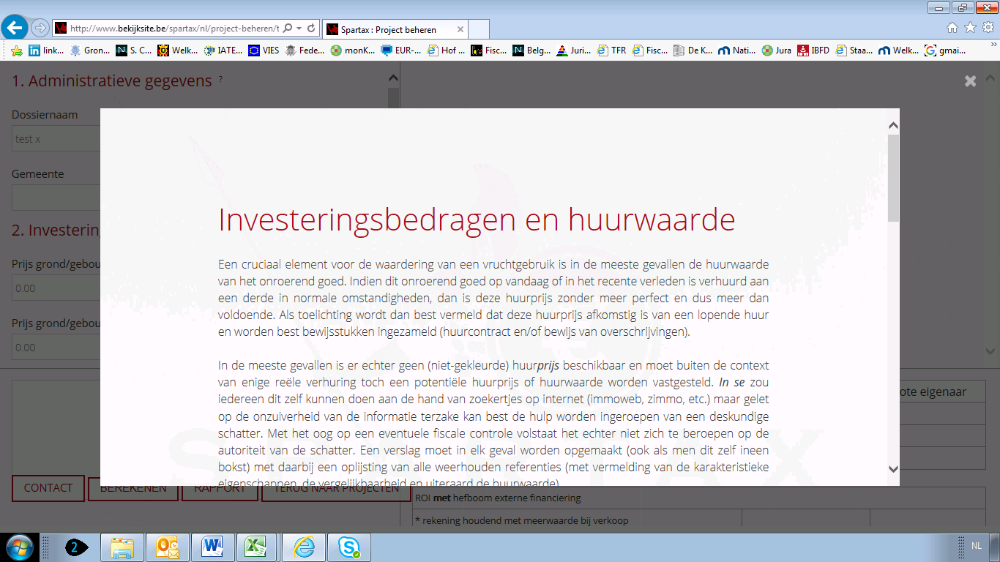 http://www.bekijksite.be/spartax/nl/project-beheren/t
Spartax : Project beheren
link...
Gron...
S. C...
Welk...
IATE...
VIES
Fede...
monK...
EUR-...
Hof ...
Fisc...
Belg...
Juri...
TFR
Fisc...
De K...
Nati...
Jura
IBFD
Staa...
Welk...
gmai...
1. Administratieve gegevens ?
Dossiernaam
test x
Gemeente
2. Investering
Prijs grond/gebou
0.00
Prijs grond/gebou
0.00
Investeringsbedragen en huurwaarde
Een cruciaal element voor de waardering van een vruchtgebruik is in de meeste gevallen de huurwaarde
van het onroerend goed. Indien dit onroerend goed op vandaag of in het recente verleden is verhuurd aan
een derde in normale omstandigheden, dan is deze huurprijs zonder meer perfect en dus meer dan
voldoende. Als toelichting wordt dan best vermeld dat deze huurprijs afkomstig is van een lopende huur
en worden best bewijsstukken ingezameld (huurcontract en/of bewijs van overschrijvingen).
In de meeste gevallen is er echter geen (niet-gekleurde) huurprijs beschikbaar en moet buiten de context
van enige reële verhuring toch een potentiële huurprijs of huurwaarde worden vastgesteld. In se zou
iedereen dit zelf kunnen doen aan de hand van zoekertjes op internet (immoweb, zimmo, etc.) maar gelet
op de onzuiverheid van de informatie terzake kan best de hulp worden ingeroepen van een deskundige
schatter. Met het oog op een eventuele fiscale controle volstaat het echter niet zich te beroepen op de
autoriteit van de schatter. Een verslag moet in elk geval worden opgemaakt (ook als men dit zelf ineen
bokst) met daarbij een oplijsting van alle weerhouden referenties (met vermelding van de karakteristieke
eigenschappen, de vergelijkbaarheid en uiteraard de huurwaarde)
ote eigenaar
CONTACT
BEREKENEN
RAPPORT
TERUG NAAR PROJECTEN
ROI met hefboom externe financiering
* rekening houdend met meerwaarde bij verkoop
2
NL